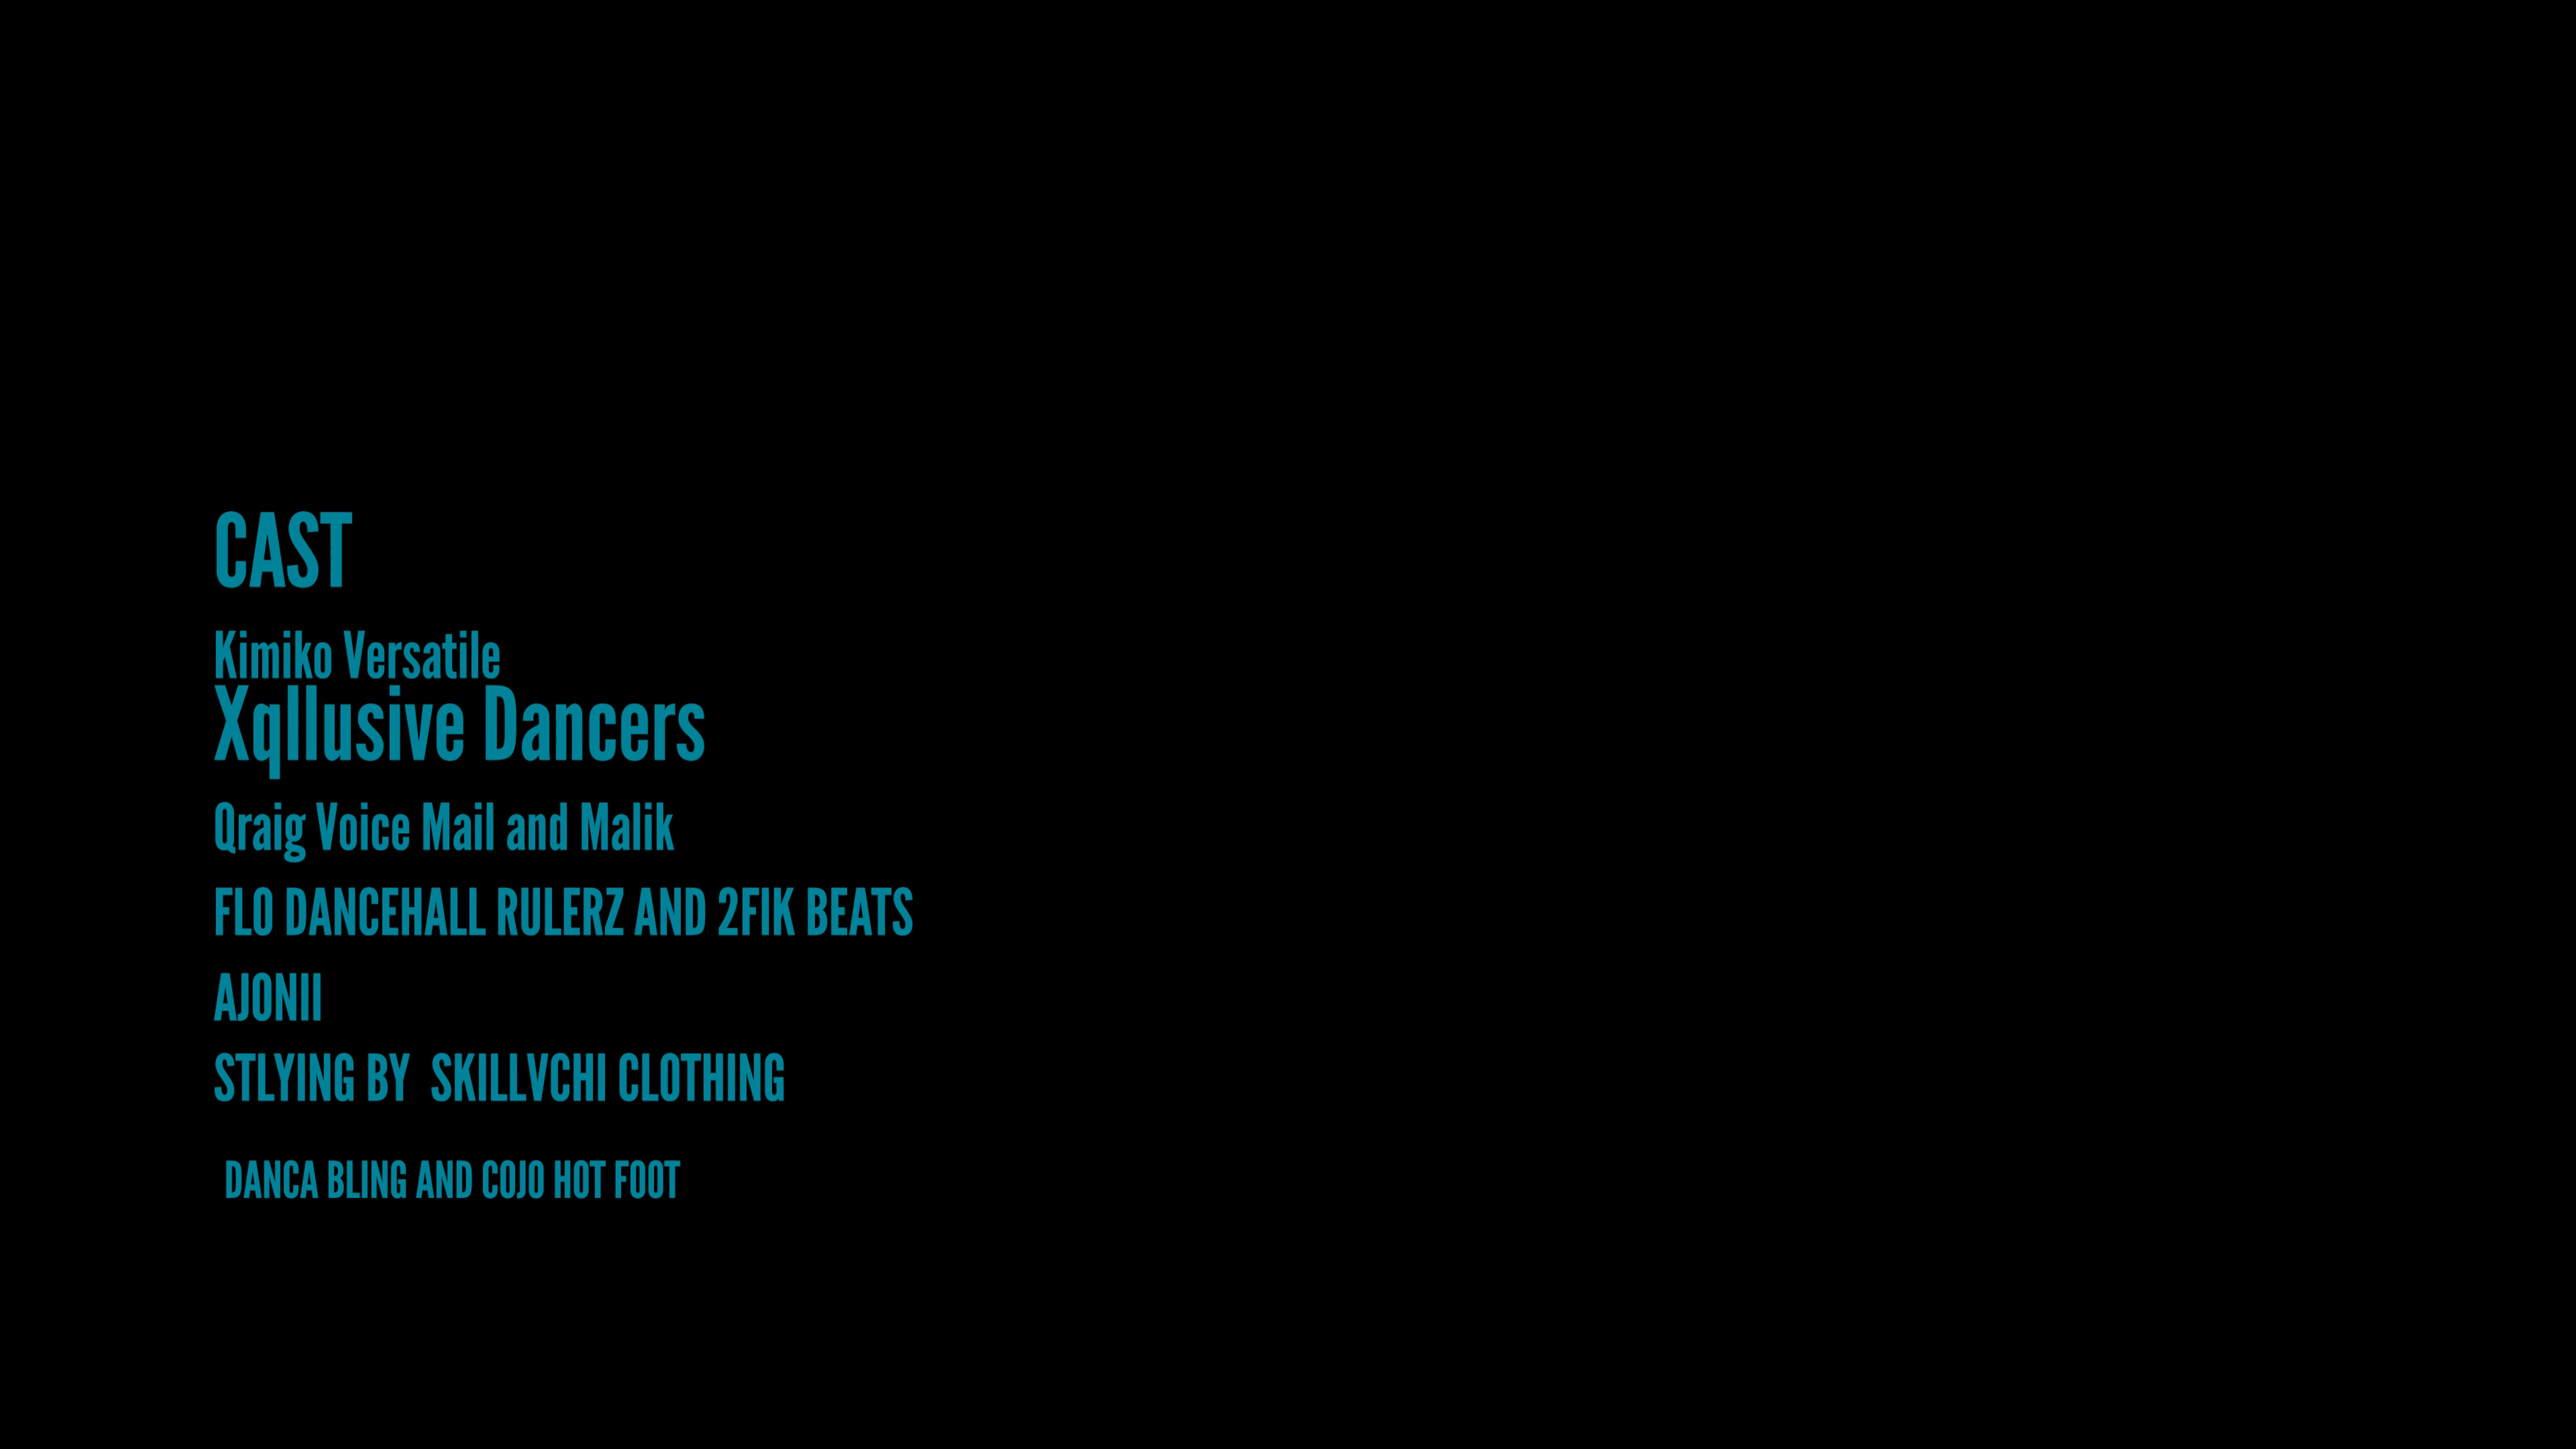 CAST
Kimiko Versatile
Xqllusive Dancers
Qraig Voice Mail and Malik
FLO DANCEHALL RULERZ AND 2FIK BEATS
AJONII
STLYING BY  SKILLVCHI CLOTHING
DANCA BLING AND COJO HOT FOOT